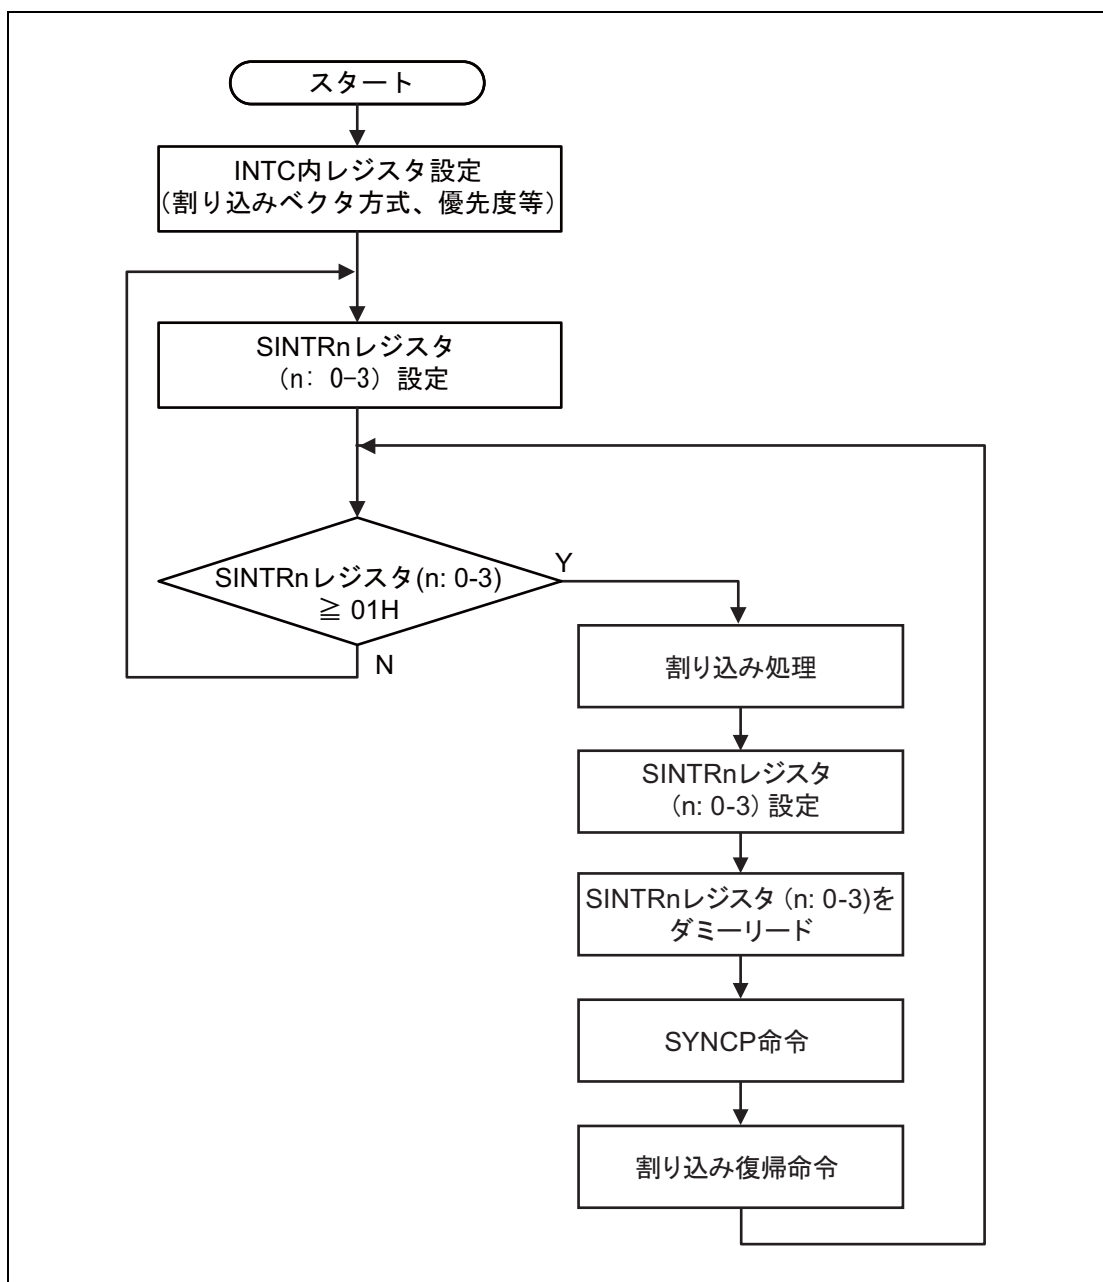 スタート
INTC内レジスタ設定
(割り込みベクタ方式、優先度等)
SINTRnレジスタ
(n: 0-3) 設定
SINTRnレジスタ(n: 0-3)
≧ 01H
Y
N
割り込み処理
SINTRnレジスタ
(n: 0-3) 設定
SINTRnレジスタ (n: 0-3)を
ダミーリード
SYNCP命令
割り込み復帰命令